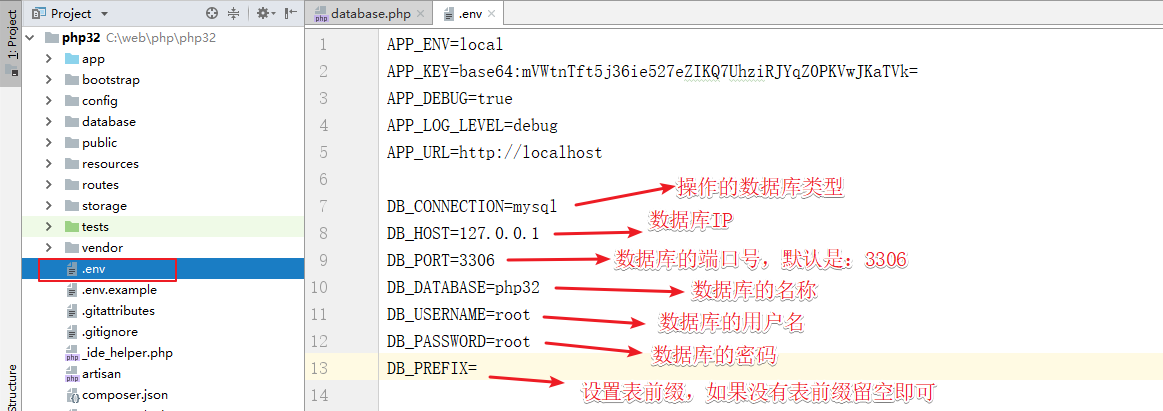 1: Project
Structure
Project
php32 C:\web\php\php32
app
bootstrap
config
database
public
resources
routes
storage
tests
vendor
.env
.env.example
.gitattributes
.gitignore
_ide_helper.php
artisan
composer.json
database.php
.env
1 APP_ENV=local
2 APP_KEY=base64:mVWtnTft5j36ie527eZIKQ7UhziRJYqZ0PKVwJKaTVk=
3 APP_DEBUG=true
4 APP_LOG_LEVEL=debug
5 APP_URL=http://localhost
6
7 DB_CONNECTION=mysql 操作的数据库类型
8 DB_HOST=127.0.0.1 数据库IP
9 DB_PORT=3306 数据库的端口号，默认是：3306
10 DB_DATABASE=php32 数据库的名称
11 DB_USERNAME=root 数据库的用户名
12 DB_PASSWORD=root 数据库的密码
13 DB_PREFIX= 设置表前缀，如果没有表前缀留空即可
14